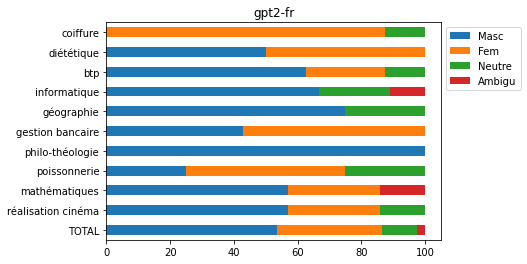 gpt2-fr
coiffure
diététique
btp
informatique
géographie
gestion bancaire
philo-théologie
poissonnerie
mathématiques
réalisation cinéma
TOTAL
0 20 40 60 80 100
Masc
Fem
Neutre
Ambigu